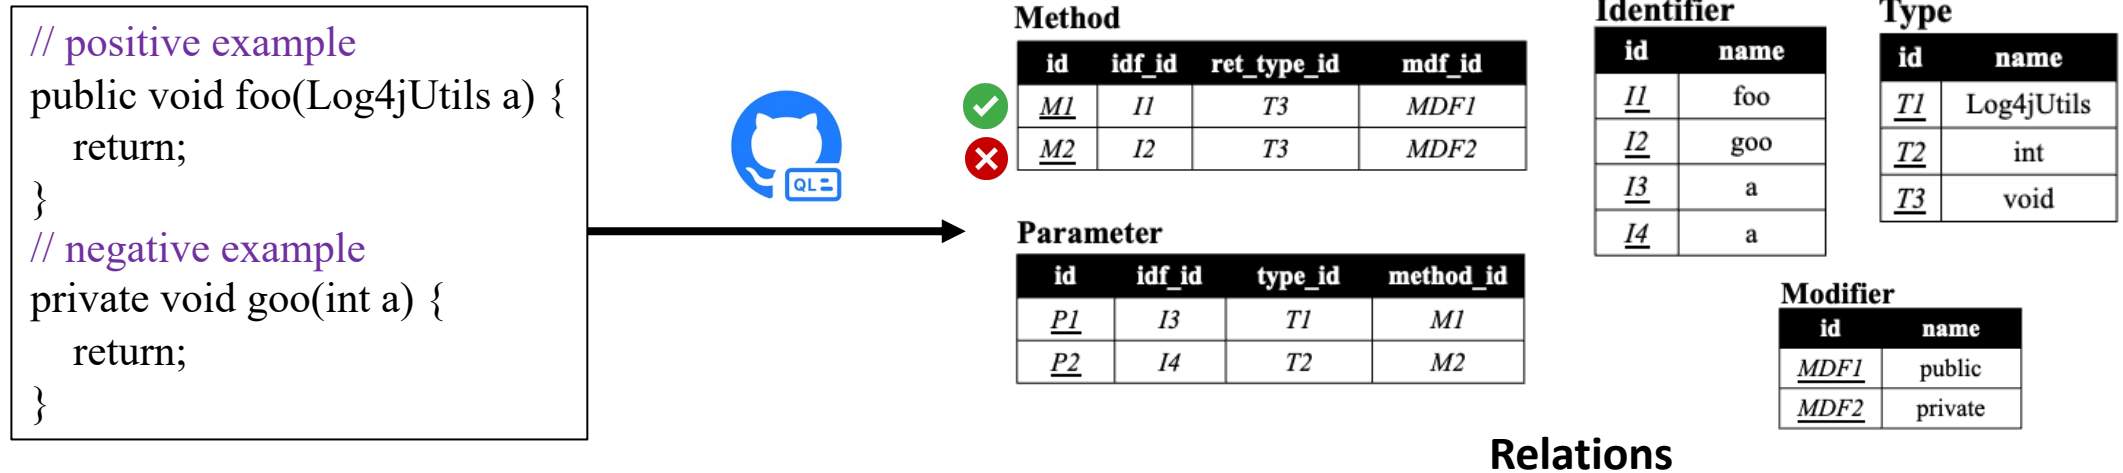 // positive example
public void foo(Log4jUtils a) {
return;
}
// negative example
private void goo(int a) {
return;
}
QL
Method
id idf_id ret_type_id mdf_id
M1 I1 T3 MDF1
M2 I2 T3 MDF2
Parameter
id idf_id type_id method_id
P1 I3 T1 M1
P2 I4 T2 M2
Identifier
id name
I1 foo
I2 goo
I3 a
I4 a
Type
id name
T1 Log4jUtils
T2 int
T3 void
Modifier
id name
MDF1 public
MDF2 private
Relations